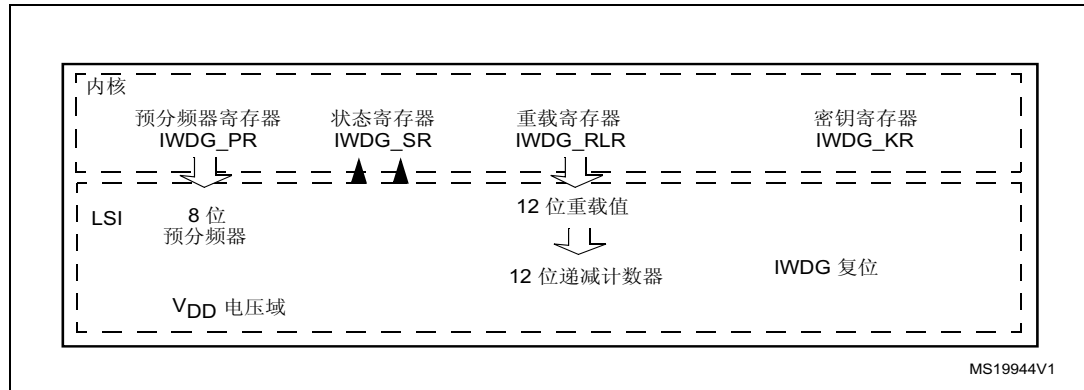 内核
预分频器寄存器
IWDG_PR
状态寄存器
IWDG_SR
重载寄存器
IWDG_RLR
密钥寄存器
IWDG_KR
LSI
8 位
预分频器
12 位重载值
12 位递减计数器
IWDG 复位
VDD 电压域
MS19944V1